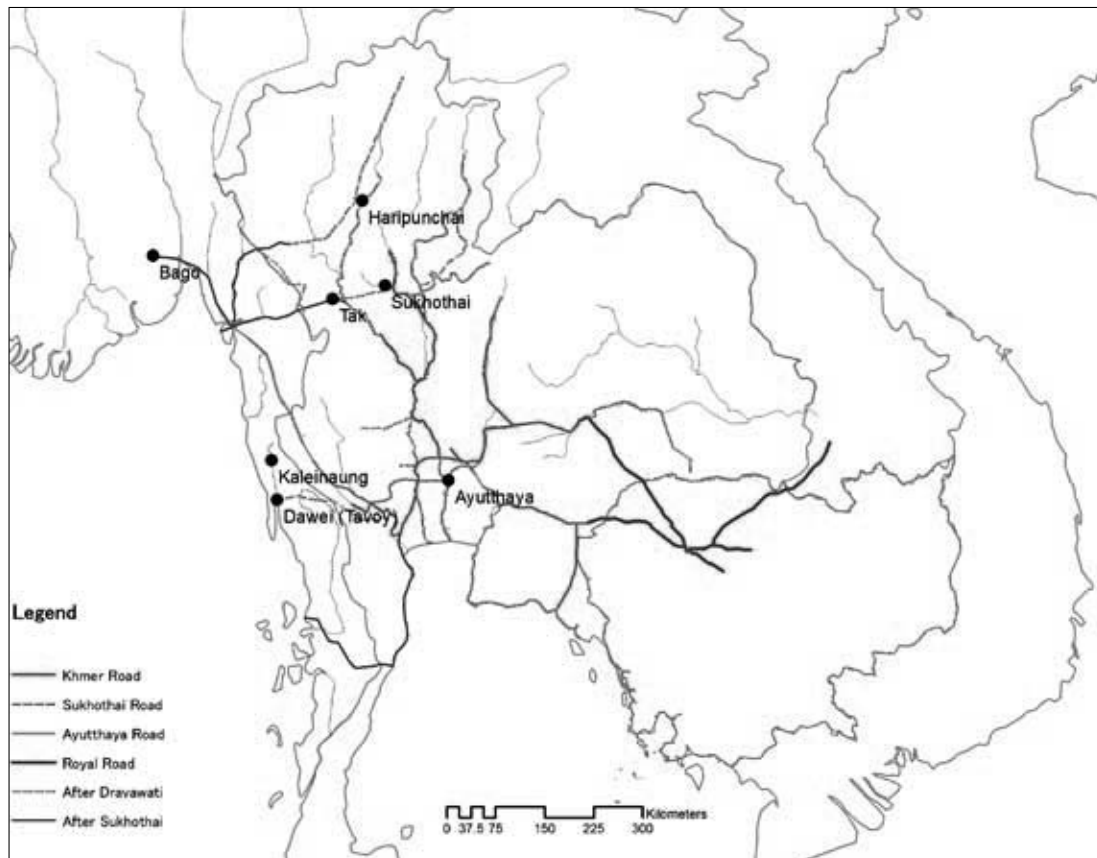 Haripunchai
Bago
Sukhothai
Tak
Kaleinaung
Ayutthaya
Dawei (Tavoy)
Legend
Khmer Road
Sukhothai Road
Ayutthaya Road
Royal Road
After Dravawati
After Sukhothai
Kilometers
0 37.5 75 150 225 300